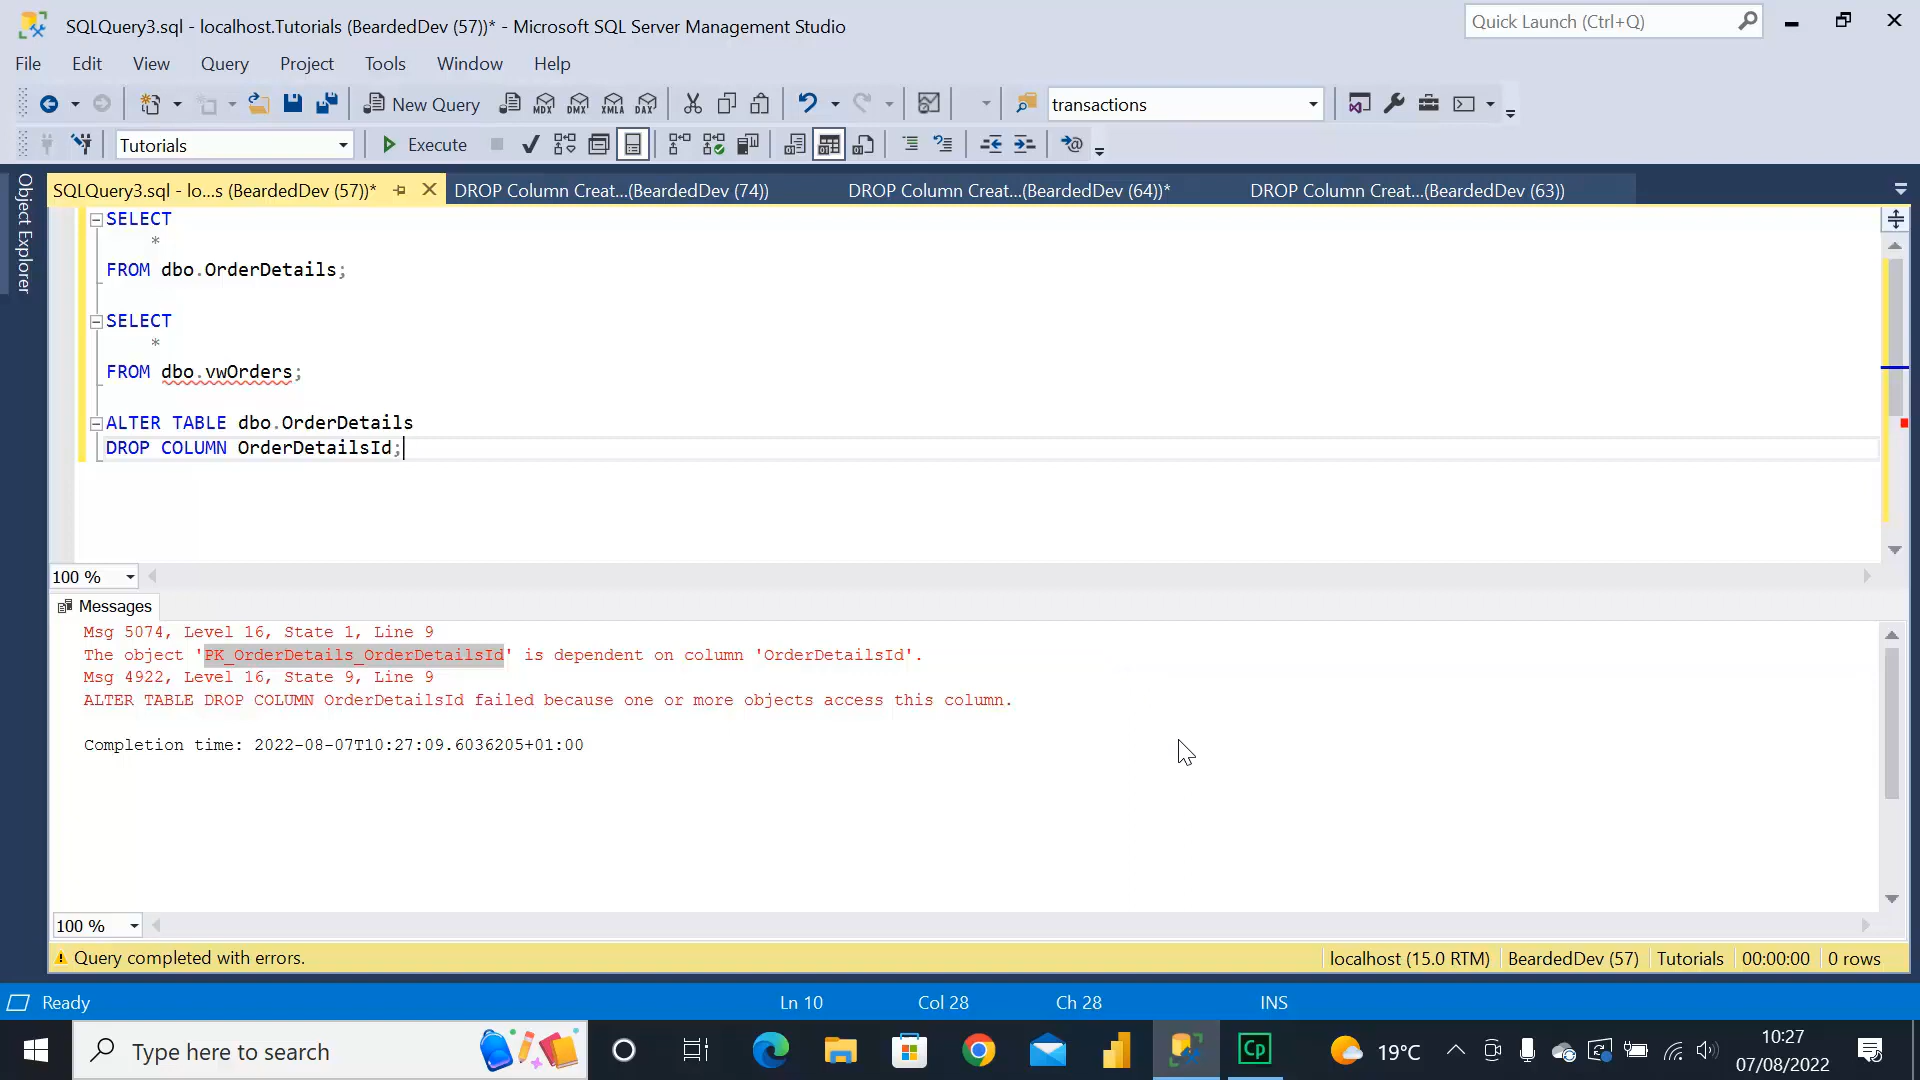 SQLQuery3.sql - localhost.Tutorials (BeardedDev (57))* - Microsoft SQL Server Management Studio
Quick Launch (Ctrl+Q)
File Edit View Query Project Tools Window Help
New Query MDX DMX XMLA DAX transactions
Tutorials Execute
Object Explorer
SQLQuery3.sql - lo...s (BeardedDev (57))* DROP Column Creat...(BeardedDev (74)) DROP Column Creat...(BeardedDev (64))* DROP Column Creat...(BeardedDev (63))
SELECT
*
FROM dbo.OrderDetails;
SELECT
*
FROM dbo.vwOrders;
ALTER TABLE dbo.OrderDetails
DROP COLUMN OrderDetailsId;
100 %
Messages
Msg 5074, Level 16, State 1, Line 9
The object 'PK_OrderDetails_OrderDetailsId' is dependent on column 'OrderDetailsId'.
Msg 4922, Level 16, State 9, Line 9
ALTER TABLE DROP COLUMN OrderDetailsId failed because one or more objects access this column.
Completion time: 2022-08-07T10:27:09.6036205+01:00
100 %
Query completed with errors. localhost (15.0 RTM) BeardedDev (57) Tutorials 00:00:00 0 rows
Ready Ln 10 Col 28 Ch 28 INS
Type here to search Cp 19°C 10:27
07/08/2022